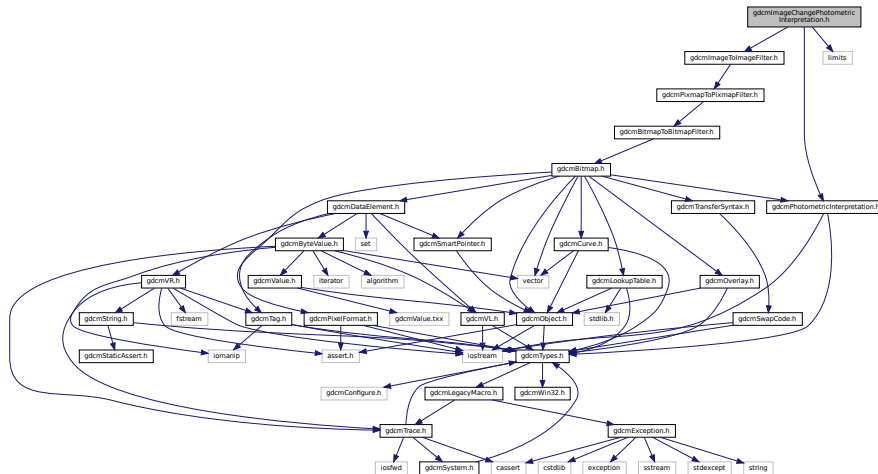 gdcmImageChangePhotometric
Interpretation.h
gdcmImageToImageFilter.h
limits
gdcmPixmapToPixmapFilter.h
gdcmBitmapToBitmapFilter.h
gdcmBitmap.h
gdcmDataElement.h
gdcmTransferSyntax.h
gdcmPhotometricInterpretation.h
gdcmByteValue.h
set
gdcmSmartPointer.h
gdcmCurve.h
gdcmVR.h
gdcmValue.h
iterator
algorithm
vector
gdcmLookupTable.h
gdcmOverlay.h
gdcmString.h
fstream
gdcmTag.h
gdcmPixelFormat.h
gdcmValue.txx
gdcmVL.h
gdcmObject.h
stdlib.h
gdcmSwapCode.h
gdcmStaticAssert.h
iomanip
assert.h
iostream
gdcmTypes.h
gdcmConfigure.h
gdcmLegacyMacro.h
gdcmWin32.h
gdcmTrace.h
gdcmException.h
iosfwd
gdcmSystem.h
cassert
cstdlib
exception
sstream
stdexcept
string